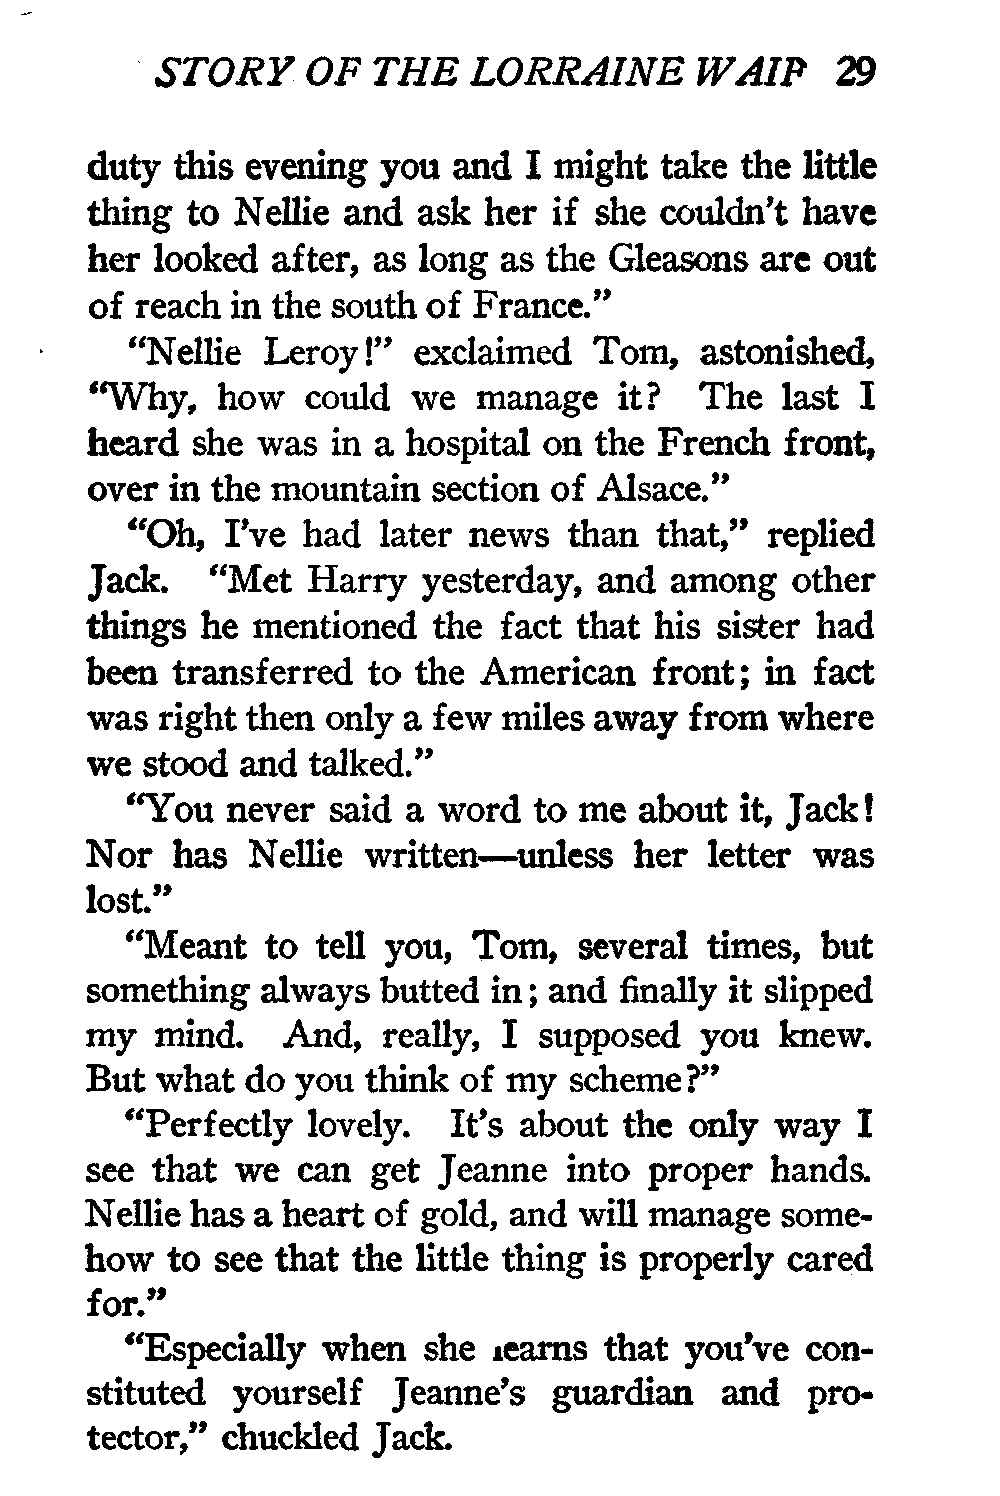 STORY OF THE LORRAINE WAIF 29
duty this evening you and I might take the little
thing to Nellie and ask her if she couldn't have
her looked after, as long as the Gleasons are out
of reach in the south of France."
"Nellie Leroy!" exclaimed Tom, astonished,
"Why, how could we manage it? The last I
heard she was in a hospital on the French front,
over in the mountain section of Alsace."
"Oh, I've had later news than that," replied
Jack. "Met Harry yesterday, and among other
things he mentioned the fact that his sister had
been transferred to the American front; in fact
was right then only a few miles away from where
we stood and talked."
"You never said a word to me about it, Jack!
Nor has Nellie written—unless her letter was
lost."
"Meant to tell you, Tom, several times, but
something always butted in; and finally it slipped
my mind. And, really, I supposed you knew.
But what do you think of my scheme?"
"Perfectly lovely. It's about the only way I
see that we can get Jeanne into proper hands.
Nellie has a heart of gold, and will manage some-
how to see that the little thing is properly cared
for."
"Especially when she learns that you've con-
stituted yourself Jeanne's guardian and pro-
tector," chuckled Jack.